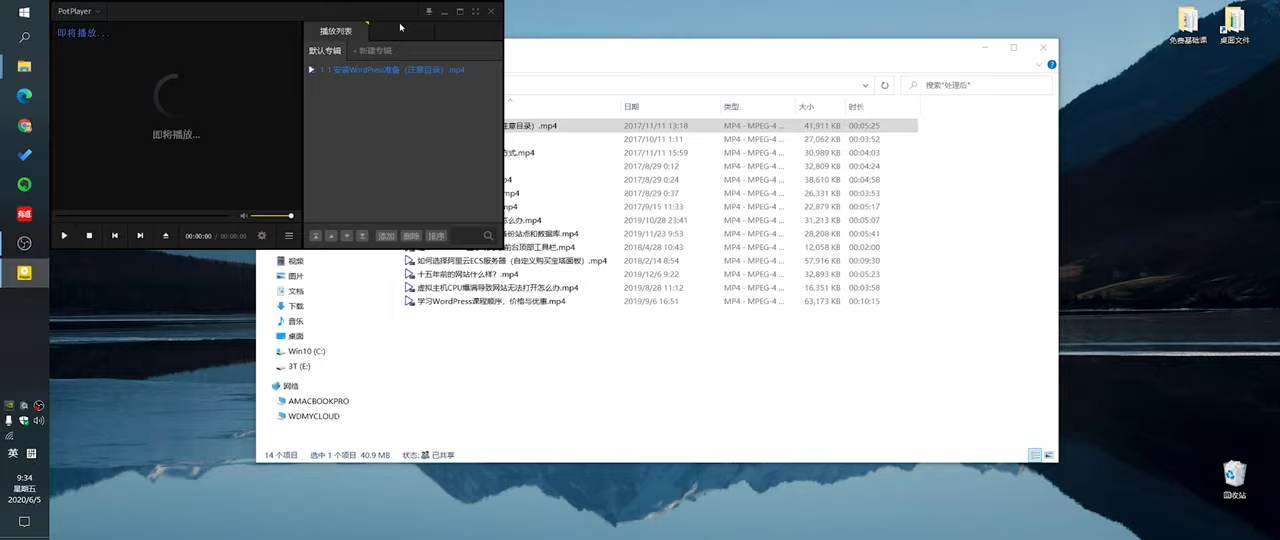 PotPlayer
即将播放...
即将播放...
00:00:00 / 00:00:00
播放列表
默认专辑 + 新建专辑
1-1 安装WordPress准备（注意目录）.mp4
添加 删除 排序
搜索"处理后"
日期 类型 大小 时长
注意目录）.mp4 2017/11/11 13:18 MP4 - MPEG-4 ... 41,911 KB 00:05:25
2017/10/11 1:11 MP4 - MPEG-4 ... 27,062 KB 00:03:52
方式.mp4 2017/11/11 15:59 MP4 - MPEG-4 ... 30,989 KB 00:04:03
2017/8/29 0:12 MP4 - MPEG-4 ... 32,809 KB 00:04:24
p4 2017/8/29 0:24 MP4 - MPEG-4 ... 38,610 KB 00:04:58
.mp4 2017/8/29 0:37 MP4 - MPEG-4 ... 26,331 KB 00:03:53
.mp4 2017/9/15 11:33 MP4 - MPEG-4 ... 22,879 KB 00:05:17
怎么办.mp4 2019/10/28 23:41 MP4 - MPEG-4 ... 31,213 KB 00:05:07
备份站点和数据库.mp4 2019/11/23 9:53 MP4 - MPEG-4 ... 28,208 KB 00:05:41
前台顶部工具栏.mp4 2018/4/28 10:43 MP4 - MPEG-4 ... 12,058 KB 00:02:00
如何选择阿里云ECS服务器（自定义购买宝塔面板）.mp4 2018/2/14 8:54 MP4 - MPEG-4 ... 57,916 KB 00:09:30
十五年前的网站什么样？.mp4 2019/12/6 9:22 MP4 - MPEG-4 ... 32,893 KB 00:05:23
虚拟主机CPU爆满导致网站无法打开怎么办.mp4 2019/8/28 11:12 MP4 - MPEG-4 ... 16,351 KB 00:03:58
学习WordPress课程顺序，价格与优惠.mp4 2019/9/6 16:51 MP4 - MPEG-4 ... 63,173 KB 00:10:15
视频
图片
文档
下载
音乐
桌面
Win10 (C:)
3T (E:)
网络
AMACBOOKPRO
WDMYCLOUD
14 个项目 选中 1 个项目 40.9 MB 状态: 已共享
免费基础课
桌面文件
回收站
英
9:34
星期五
2020/6/5